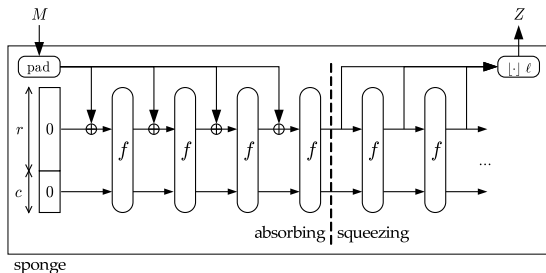 M
Z
pad
⌊·⌋ ℓ
r
0
f f f f f f
c
0
...
absorbing squeezing
sponge